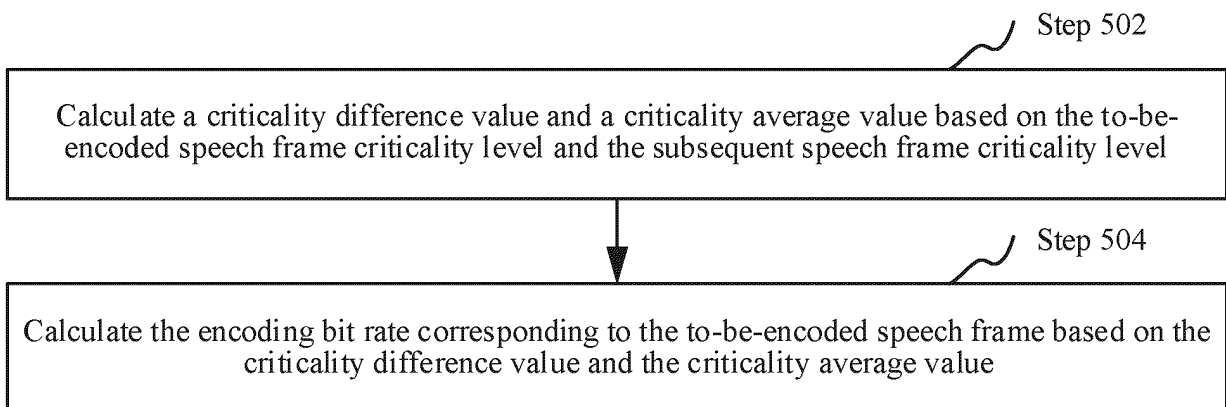 Step 502
Calculate a criticality difference value and a criticality average value based on the to-be-
encoded speech frame criticality level and the subsequent speech frame criticality level
Step 504
Calculate the encoding bit rate corresponding to the to-be-encoded speech frame based on the
criticality difference value and the criticality average value